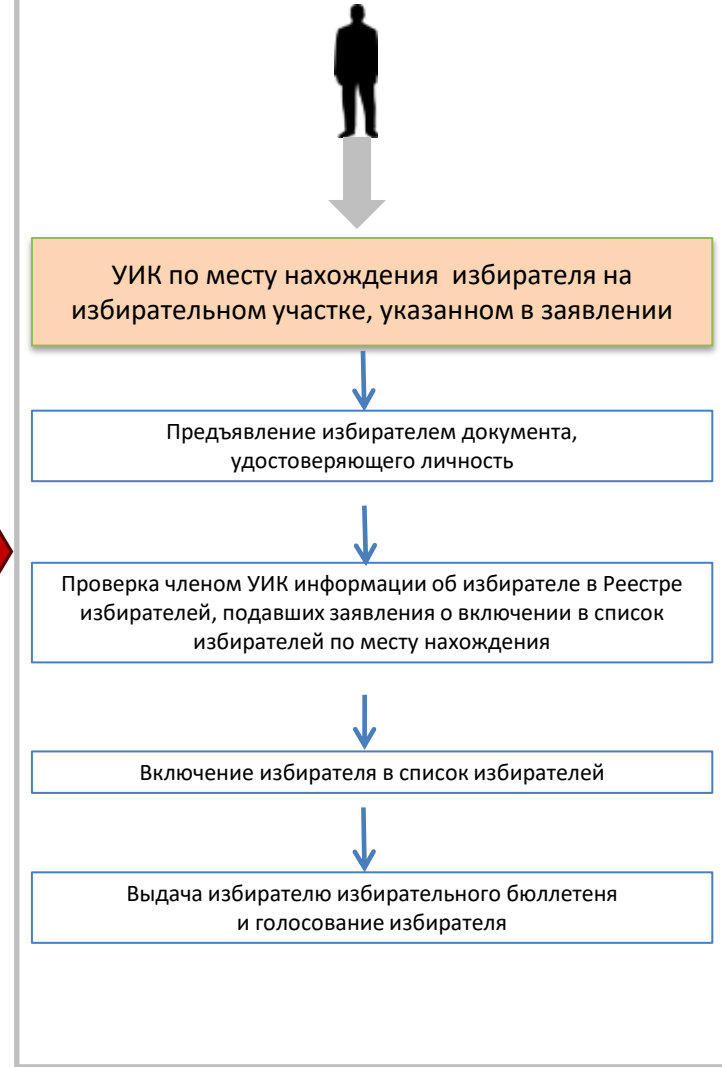 УИК по месту нахождения избирателя на
избирательном участке, указанном в заявлении
Предъявление избирателем документа,
удостоверяющего личность
Проверка членом УИК информации об избирателе в Реестре
избирателей, подавших заявления о включении в список
избирателей по месту нахождения
Включение избирателя в список избирателей
Выдача избирателю избирательного бюллетеня
и голосование избирателя